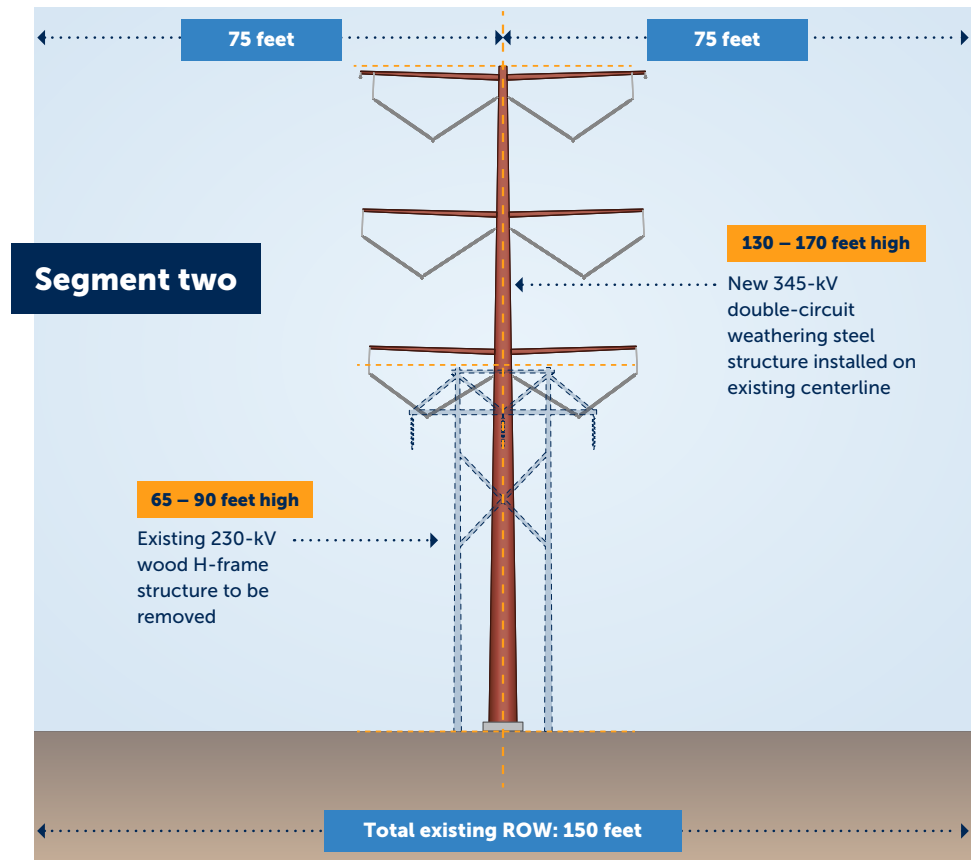 75 feet
75 feet
Segment two
130 – 170 feet high
New 345-kV
double-circuit
weathering steel
structure installed on
existing centerline
65 – 90 feet high
Existing 230-kV
wood H-frame
structure to be
removed
Total existing ROW: 150 feet